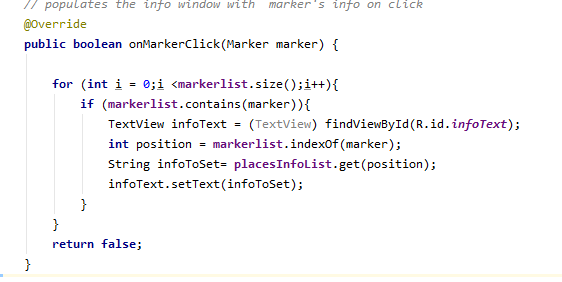 // populates the info window with  marker's info on click
@Override
public boolean onMarkerClick(Marker marker) {
for (int i = 0;i <markerlist.size();i++){
if (markerlist.contains(marker)){
TextView infoText = (TextView) findViewById(R.id.infoText);
int position = markerlist.indexOf(marker);
String infoToSet= placesInfoList.get(position);
infoText.setText(infoToSet);
}
}
return false;
}